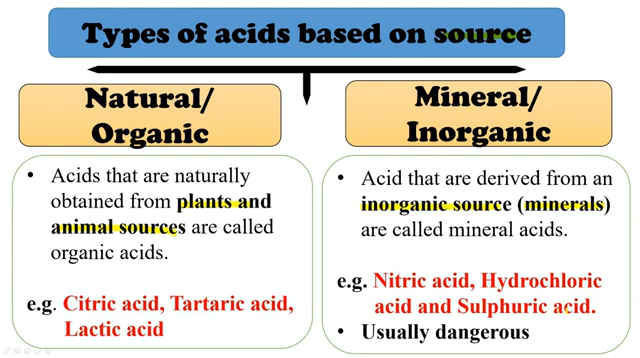 Types of acids based on source
Natural/
Organic
• Acids that are naturally
obtained from plants and
animal sources are called
organic acids.
e.g. Citric acid, Tartaric acid,
Lactic acid
Mineral/
Inorganic
• Acid that are derived from an
inorganic source (minerals)
are called mineral acids.
e.g. Nitric acid, Hydrochloric
acid and Sulphuric acid.
• Usually dangerous